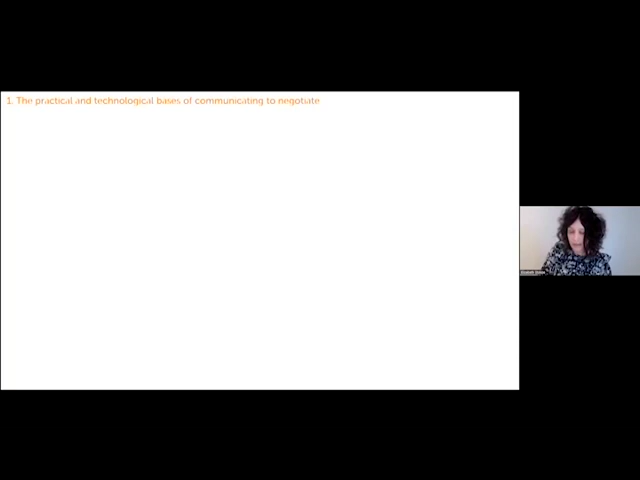 1. The practical and technological bases of communicating to negotiate